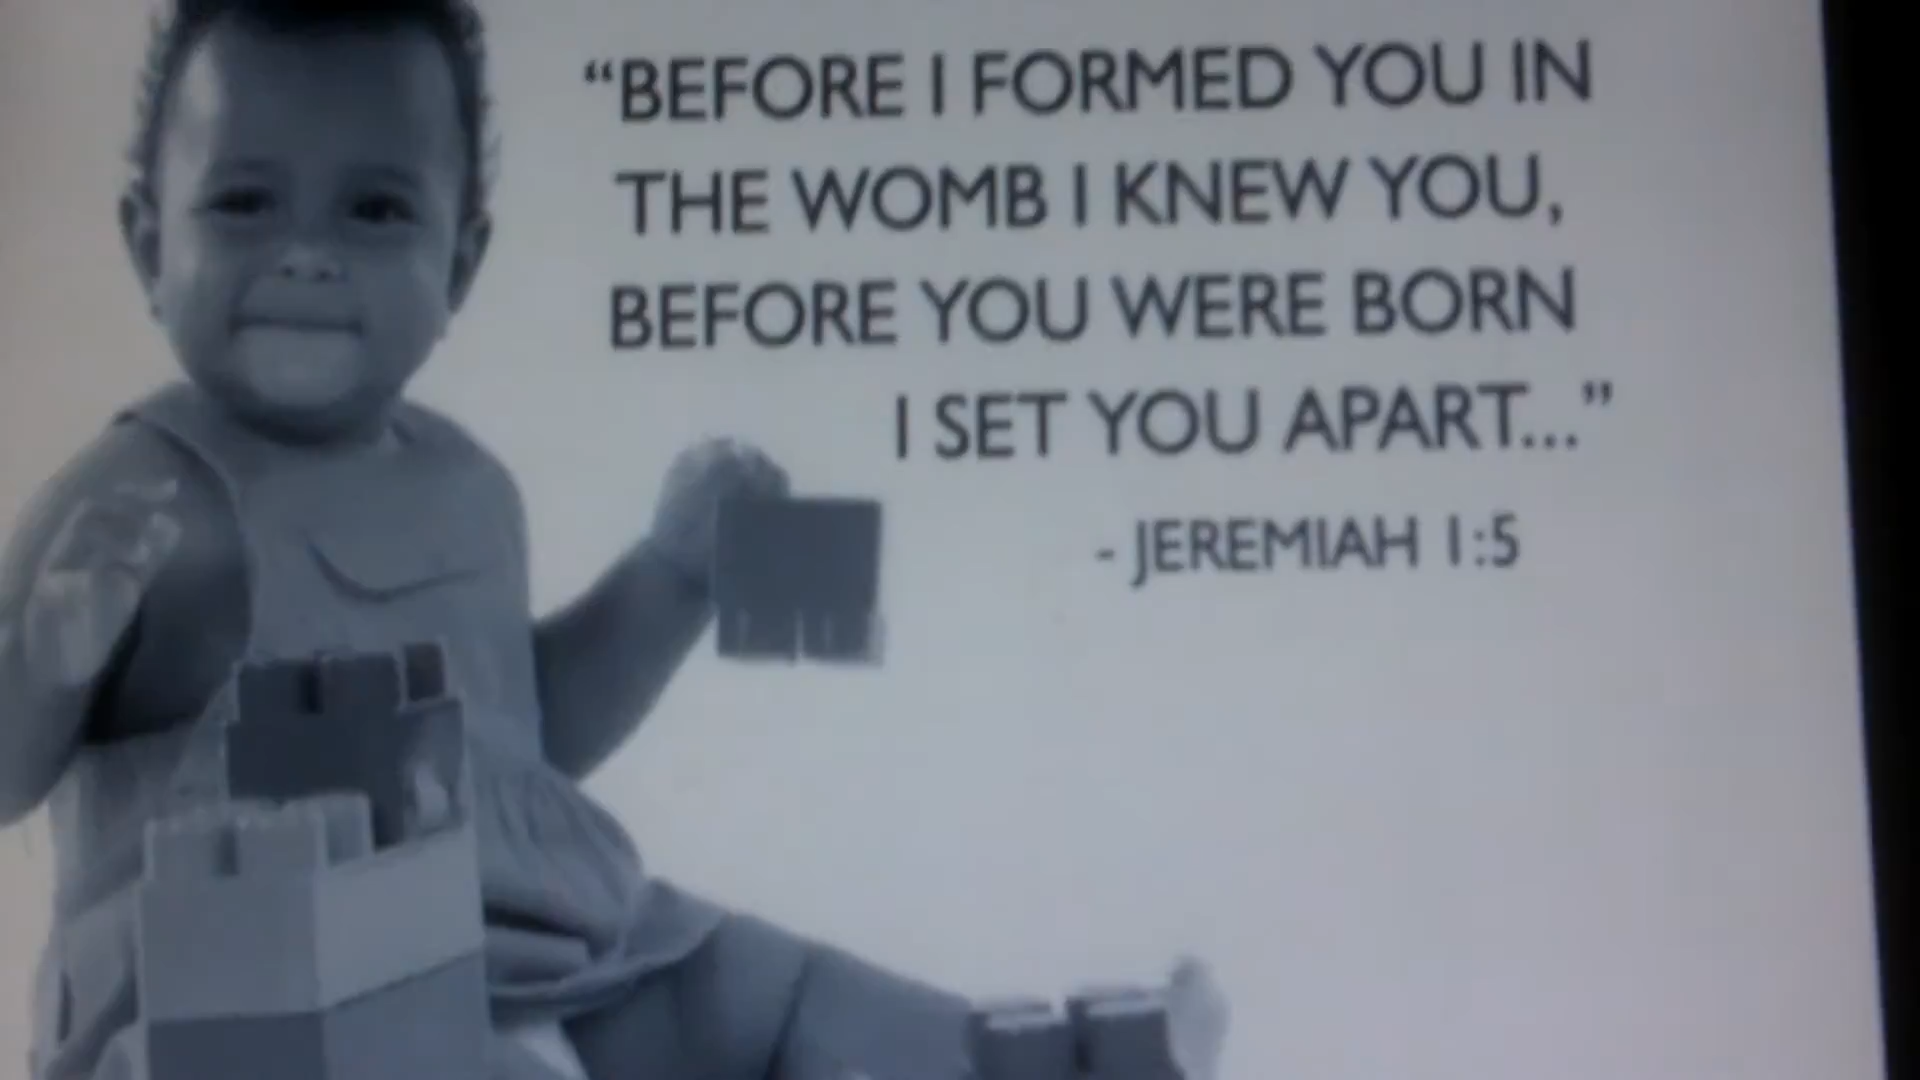 “BEFORE I FORMED YOU IN
THE WOMB I KNEW YOU,
BEFORE YOU WERE BORN
I SET YOU APART...”
- JEREMIAH 1:5